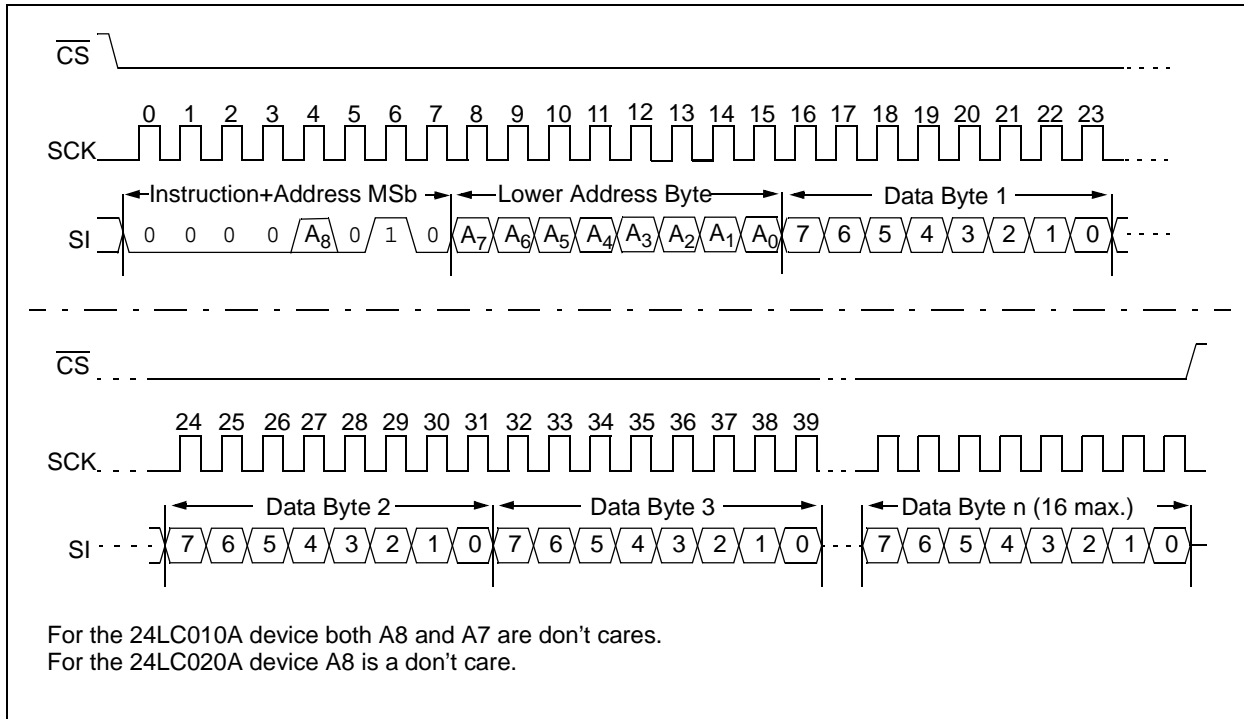 CS
0 1 2 3 4 5 6 7 8 9 10 11 12 13 14 15 16 17 18 19 20 21 22 23
SCK
Instruction+Address MSb Lower Address Byte Data Byte 1
SI 0 0 0 0 A8 0 1 0 A7 A6 A5 A4 A3 A2 A1 A0 7 6 5 4 3 2 1 0
CS
24 25 26 27 28 29 30 31 32 33 34 35 36 37 38 39
SCK
Data Byte 2 Data Byte 3 Data Byte n (16 max.)
SI 7 6 5 4 3 2 1 0 7 6 5 4 3 2 1 0 7 6 5 4 3 2 1 0
For the 24LC010A device both A8 and A7 are don't cares.
For the 24LC020A device A8 is a don't care.